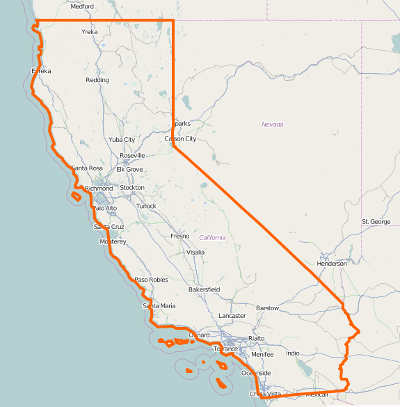 Medford
Yreka
Eureka
Redding
Sparks
Nevada
Carson City
Yuba City
Roseville
Santa Rosa
Elk Grove
Richmond
Stockton
Palo Alto
Turlock
St. George
Santa Cruz
Fresno
California
Monterey
Visalia
Henderson
Paso Robles
Bakersfield
Santa Maria
Barstow
Lancaster
Oxnard
Rialto
Torrance
Menifee
Indio
Oceanside
Chula Vista
Mexicali